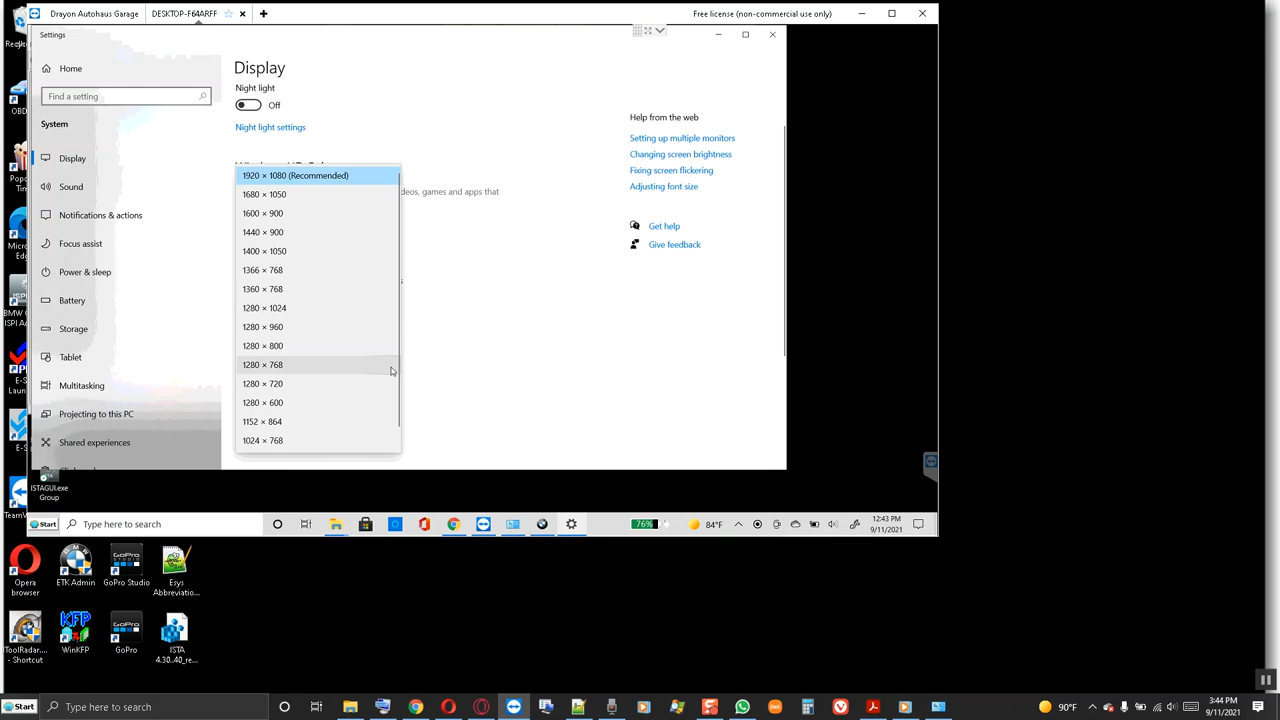 Drayon Autohaus Garage
DESKTOP-F64ARFF
Free license (non-commercial use only)
Settings
Home
Find a setting
System
Display
Sound
Notifications & actions
Focus assist
Power & sleep
Battery
Storage
Tablet
Multitasking
Projecting to this PC
Shared experiences
Display
Night light
Off
Night light settings
deos, games and apps that
1920 × 1080 (Recommended)
1680 × 1050
1600 × 900
1440 × 900
1400 × 1050
1366 × 768
1360 × 768
1280 × 1024
1280 × 960
1280 × 800
1280 × 768
1280 × 720
1280 × 600
1152 × 864
1024 × 768
Help from the web
Setting up multiple monitors
Changing screen brightness
Fixing screen flickering
Adjusting font size
Get help
Give feedback
ISTAGUI.exe
Group
Start
Type here to search
76%
84°F
12:43 PM
9/11/2021
Opera
browser
ETK Admin
GoPro Studio
Esys
Abbreviatio...
iToolRadar....
- Shortcut
WinKFP
GoPro
ISTA
4.30..40_re...
Start
Type here to search
90°F
3:44 PM
9/11/2021